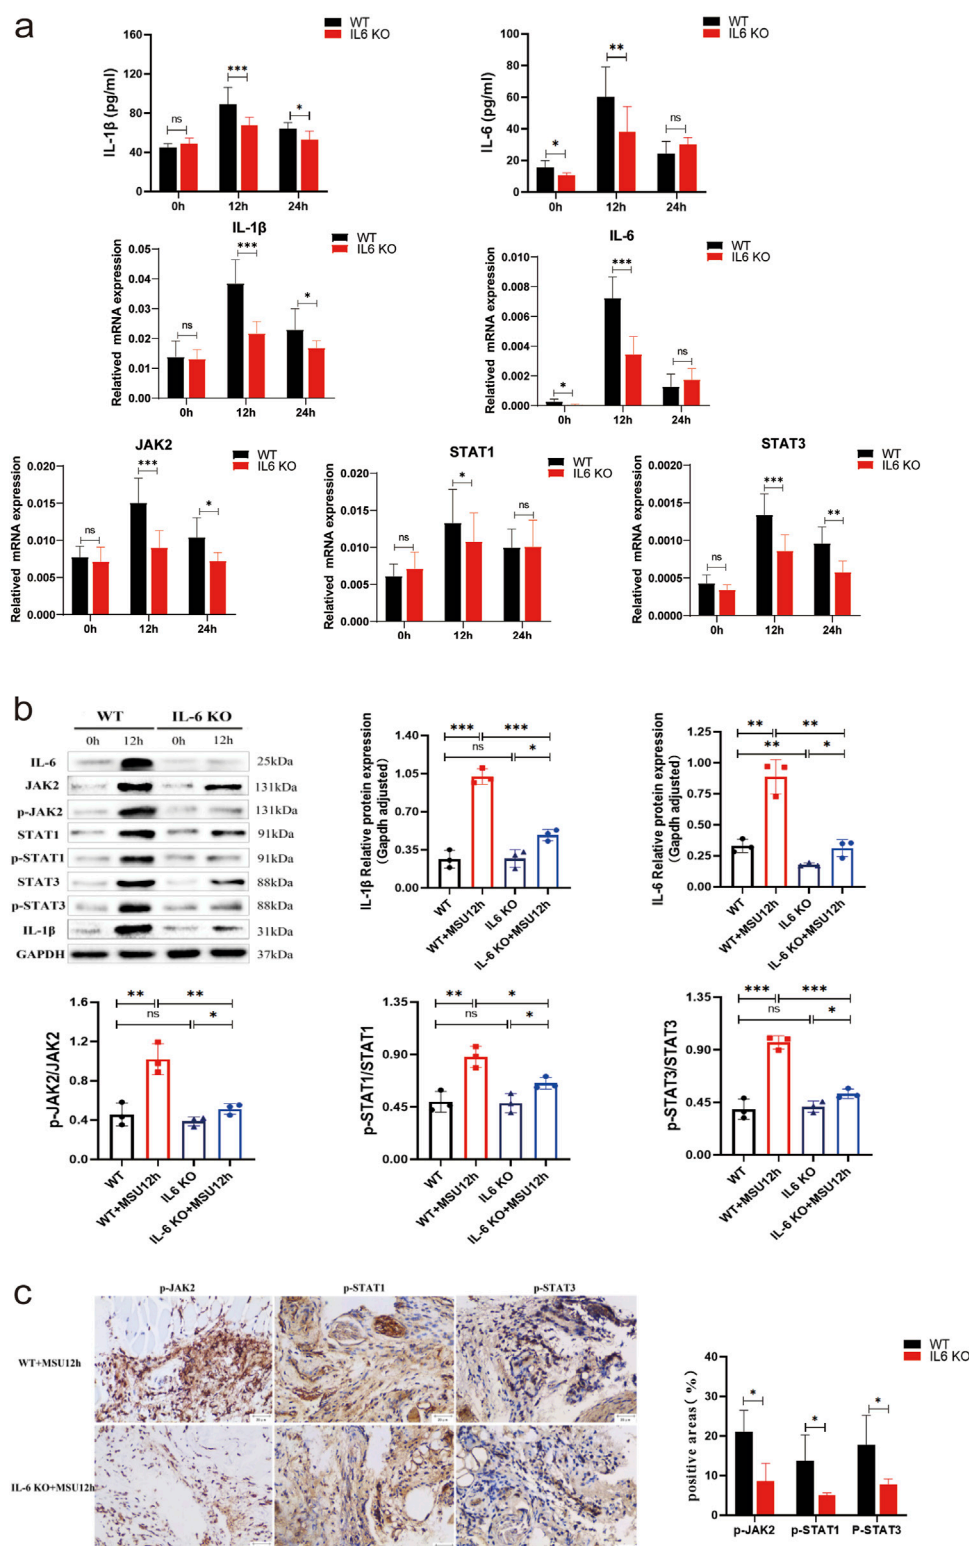 a
WT
IL6 KO
IL-1β (pg/ml)
160
120
80
40
0
ns
***
*
0h
12h
24h
WT
IL6 KO
IL-6 (pg/ml)
100
80
60
40
20
0
*
**
ns
0h
12h
24h
IL-1β
WT
IL6 KO
Relatived mRNA expression
0.05
0.04
0.03
0.02
0.01
0.00
ns
***
*
0h
12h
24h
IL-6
WT
IL6 KO
Relatived mRNA expression
0.010
0.008
0.006
0.004
0.002
0.000
*
***
ns
0h
12h
24h
JAK2
WT
IL6 KO
Relatived mRNA expression
0.020
0.015
0.010
0.005
0.000
ns
***
*
0h
12h
24h
STAT1
WT
IL6 KO
Relatived mRNA expression
0.020
0.015
0.010
0.005
0.000
ns
*
ns
0h
12h
24h
STAT3
WT
IL6 KO
Relatived mRNA expression
0.0020
0.0015
0.0010
0.0005
0.0000
ns
***
**
0h
12h
24h
b
WT IL-6 KO
0h 12h 0h 12h
IL-6 25kDa
JAK2 131kDa
p-JAK2 131kDa
STAT1 91kDa
p-STAT1 91kDa
STAT3 88kDa
p-STAT3 88kDa
IL-1β 31kDa
GAPDH 37kDa
IL-1β Relative protein expression
(Gapdh adjusted)
1.40
1.05
0.70
0.35
0.00
*** ***
ns *
WT
WT+MSU12h
IL6 KO
IL-6 KO+MSU12h
IL-6 Relative protein expression
(Gapdh adjusted)
1.25
1.00
0.75
0.50
0.25
0.00
** **
** *
WT
WT+MSU12h
IL6 KO
IL-6 KO+MSU12h
p-JAK2/JAK2
1.6
1.2
0.8
0.4
0.0
** **
ns *
WT
WT+MSU12h
IL6 KO
IL-6 KO+MSU12h
p-STAT1/STAT1
1.35
0.90
0.45
0.00
** *
ns *
WT
WT+MSU12h
IL6 KO
IL-6 KO+MSU12h
p-STAT3/STAT3
1.35
0.90
0.45
0.00
*** ***
ns *
WT
WT+MSU12h
IL6 KO
IL-6 KO+MSU12h
c
p-JAK2 p-STAT1 p-STAT3
WT+MSU12h
IL-6 KO+MSU12h
WT
IL6 KO
positive areas（%）
40
30
20
10
0
*
*
*
p-JAK2
p-STAT1
P-STAT3